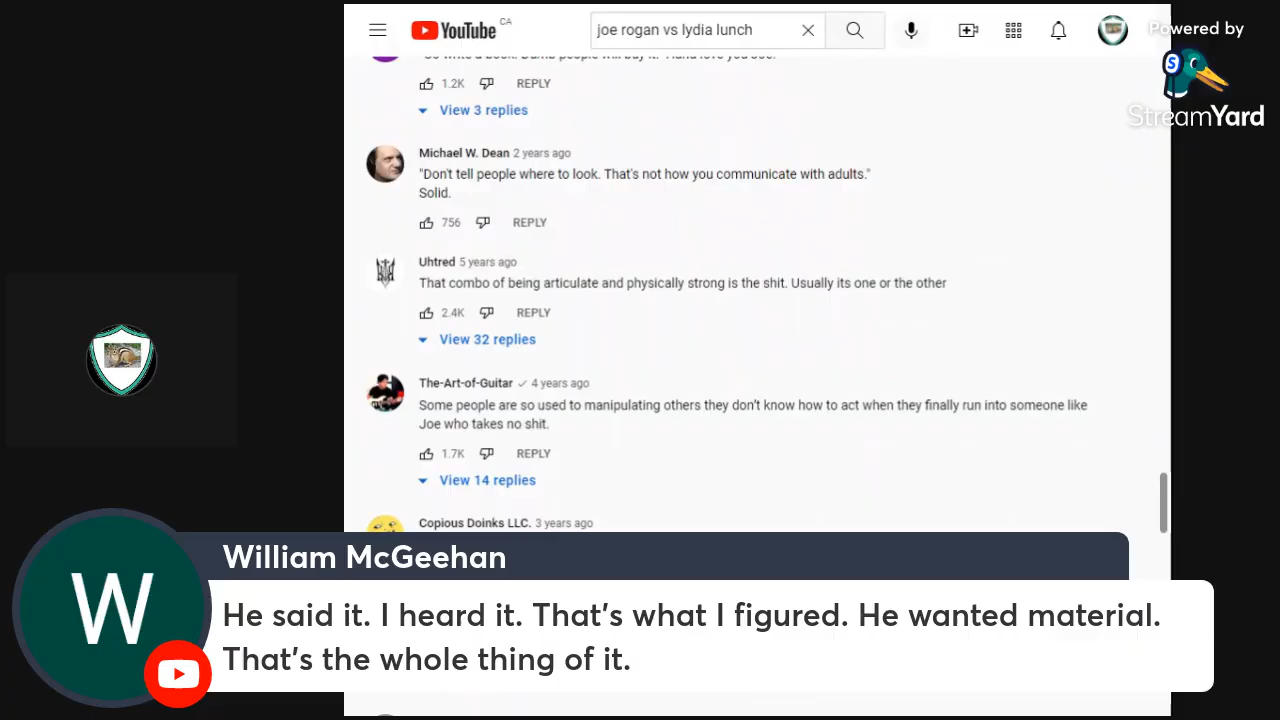 YouTube CA
joe rogan vs lydia lunch
Powered by
StreamYard
1.2K REPLY
View 3 replies
Michael W. Dean 2 years ago
"Don't tell people where to look. That's not how you communicate with adults."
Solid.
756 REPLY
Uhtred 5 years ago
That combo of being articulate and physically strong is the shit. Usually its one or the other
2.4K REPLY
View 32 replies
The-Art-of-Guitar 4 years ago
Some people are so used to manipulating others they don't know how to act when they finally run into someone like
Joe who takes no shit.
1.7K REPLY
View 14 replies
Copious Doinks LLC. 3 years ago
W
William McGeehan
He said it. I heard it. That's what I figured. He wanted material.
That's the whole thing of it.